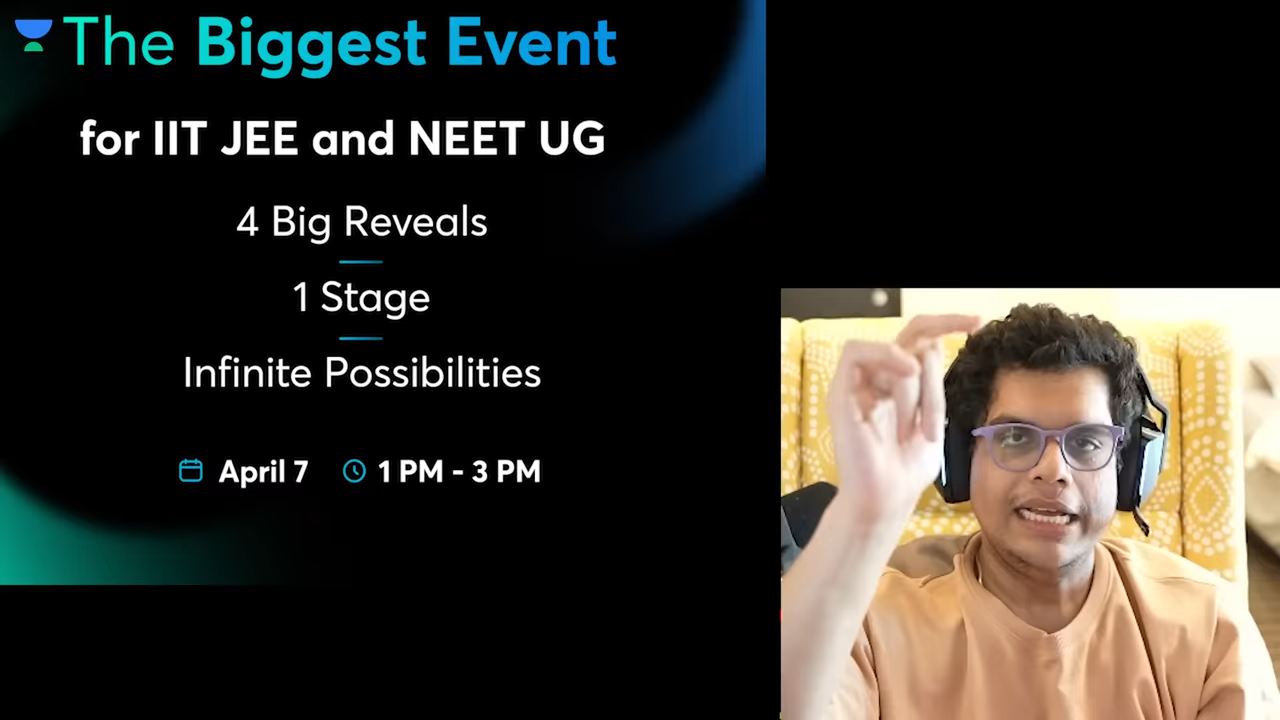 The Biggest Event
for IIT JEE and NEET UG
4 Big Reveals
1 Stage
Infinite Possibilities
April 7 1 PM - 3 PM